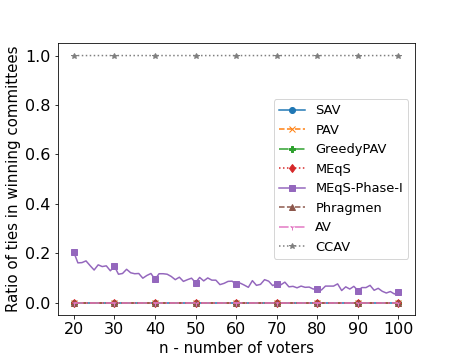 Ratio of ties in winning committees
1.0
0.8
0.6
0.4
0.2
0.0
SAV
PAV
GreedyPAV
MEqS
MEqS-Phase-I
Phragmen
AV
CCAV
20 30 40 50 60 70 80 90 100
n - number of voters